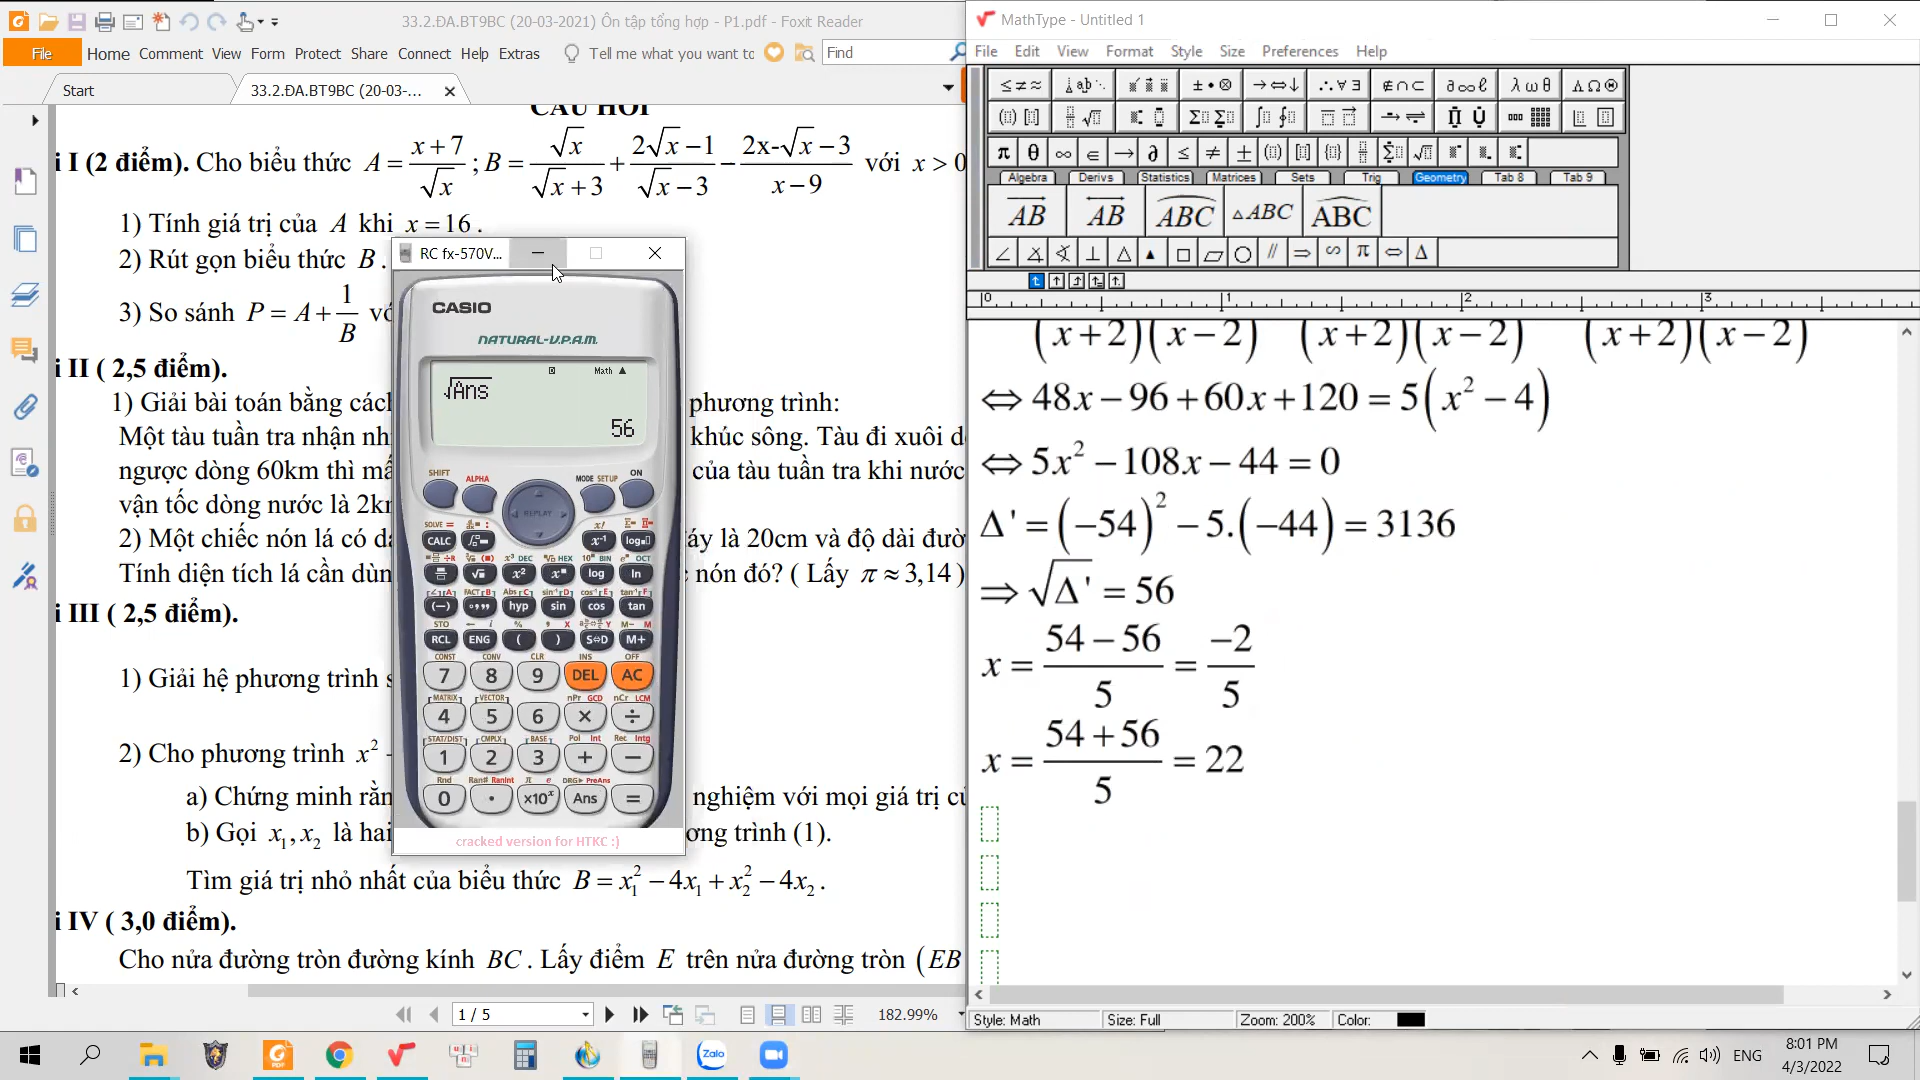 33.2.ĐA.BT9BC (20-03-2021) Ôn tập tổng hợp - P1.pdf - Foxit Reader
File Home Comment View Form Protect Share Connect Help Extras
Tell me what you want to
Find
Start
33.2.ĐA.BT9BC (20-03-...
CÂU HỎI
i I (2 điểm). Cho biểu thức A = (x+7)/√x ; B = √x/(√x+3) + (2√x−1)/(√x−3) − (2x-√x−3)/(x−9) với x > 0
1) Tính giá trị của A khi x = 16 .
2) Rút gọn biểu thức B .
3) So sánh P = A + 1/B
i II ( 2,5 điểm).
1) Giải bài toán bằng các
phương trình:
Một tàu tuần tra nhận
khúc sông. Tàu đi xuôi
ngược dòng 60km thì
của tàu tuần tra khi nước
vận tốc dòng nước là
2) Một chiếc nón lá có
là 20cm và độ dài
Tính diện tích lá cần
nón đó? ( Lấy π ≈ 3,14 )
i III ( 2,5 điểm).
1) Giải hệ phương trình
2) Cho phương trình x²
a) Chứng minh
nghiệm với mọi giá trị
b) Gọi x₁, x₂ là hai
trình (1).
Tìm giá trị nhỏ nhất của biểu thức B = x₁² − 4x₁ + x₂² − 4x₂ .
i IV ( 3,0 điểm).
Cho nửa đường tròn đường kính BC . Lấy điểm E trên nửa đường tròn (EB
1 / 5
182.99%
RC fx-570V...
CASIO
NATURAL-V.P.A.M.
Math
√Ans
56
SHIFT ALPHA MODE SETUP ON
REPLAY
CALC x⁻¹ log
√ x² log ln
(−) hyp sin cos tan
RCL ENG ( ) S⇔D M+
7 8 9 DEL AC
4 5 6 × ÷
1 2 3 + −
0 . ×10ˣ Ans =
cracked version for HTKC :)
MathType - Untitled 1
File Edit View Format Style Size Preferences Help
Algebra Derivs Statistics Matrices Sets Trig Geometry Tab 8 Tab 9
AB AB ABC △ABC ABC
0 1 2 3
(x+2)(x−2) (x+2)(x−2) (x+2)(x−2)
⇔ 48x − 96 + 60x + 120 = 5(x² − 4)
⇔ 5x² − 108x − 44 = 0
Δ' = (−54)² − 5.(−44) = 3136
⇒ √Δ' = 56
x = (54 − 56)/5 = −2/5
x = (54 + 56)/5 = 22
Style: Math Size: Full Zoom: 200% Color:
Zalo
ENG
8:01 PM
4/3/2022